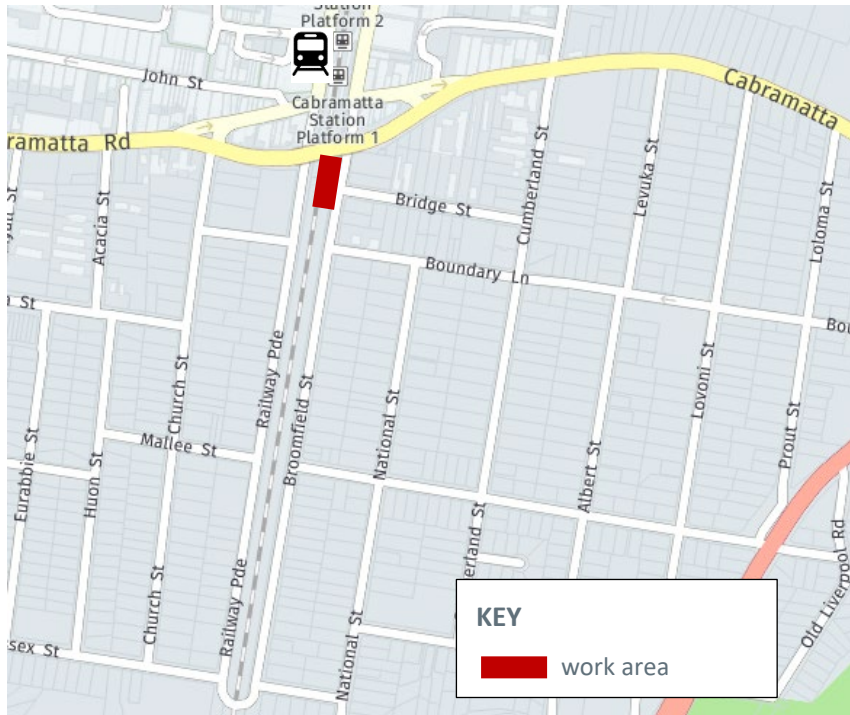 Station
Platform 2
John St
Cabramatta
Station
Platform 1
Cabramatta
ramatta Rd
Acacia St
Bridge St
Cumberland St
Levuka St
Loloma St
Boundary Ln
Bou
St
Church St
Railway Pde
Broomfield St
National St
Lovoni St
Prout St
Mallee St
Albert St
Eurabbie St
Huon St
Church St
Railway Pde
National St
erland St
Old Liverpool Rd
ssex St
KEY
work area